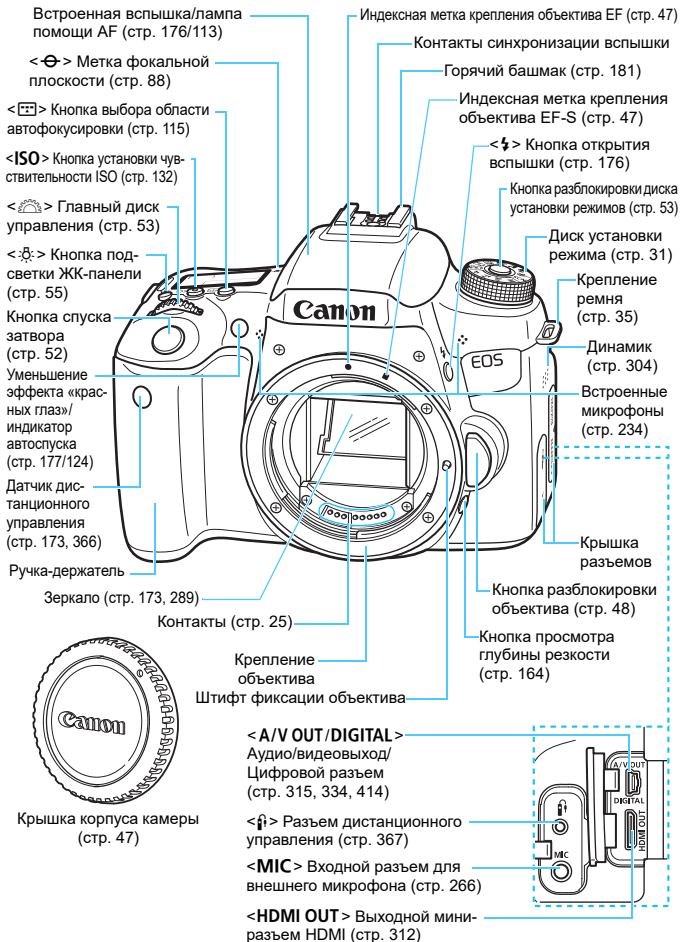 Встроенная вспышка/лампа
помощи AF (стр. 176/113)
< > Метка фокальной
плоскости (стр. 88)
< > Кнопка выбора области
автофокусировки (стр. 115)
<ISO> Кнопка установки чув-
ствительности ISO (стр. 132)
< > Главный диск
управления (стр. 53)
< > Кнопка под-
светки ЖК-панели
(стр. 55)
Кнопка спуска
затвора
(стр. 52)
Уменьшение
эффекта «крас-
ных глаз»/
индикатор
автоспуска
(стр. 177/124)
Датчик дис-
танционного
управления
(стр. 173, 366)
Ручка-держатель
Зеркало (стр. 173, 289)
Контакты (стр. 25)
Крепление
объектива
Штифт фиксации объектива
Индексная метка крепления объектива EF (стр. 47)
Контакты синхронизации вспышки
Горячий башмак (стр. 181)
Индексная метка крепления
объектива EF-S (стр. 47)
< > Кнопка открытия
вспышки (стр. 176)
Кнопка разблокировки диска
установки режимов (стр. 53)
Диск установки
режима (стр. 31)
Крепление
ремня
(стр. 35)
Динамик
(стр. 304)
Встроенные
микрофоны
(стр. 234)
Крышка
разъемов
Кнопка разблокировки
объектива (стр. 48)
Кнопка просмотра
глубины резкости
(стр. 164)
Canon
EOS
Canon
Крышка корпуса камеры
(стр. 47)
<A/V OUT/DIGITAL>
Аудио/видеовыход/
Цифровой разъем
(стр. 315, 334, 414)
< > Разъем дистанционного
управления (стр. 367)
<MIC> Входной разъем для
внешнего микрофона (стр. 266)
<HDMI OUT> Выходной мини-
разъем HDMI (стр. 312)
A/V OUT
DIGITAL
HDMI OUT
MIC